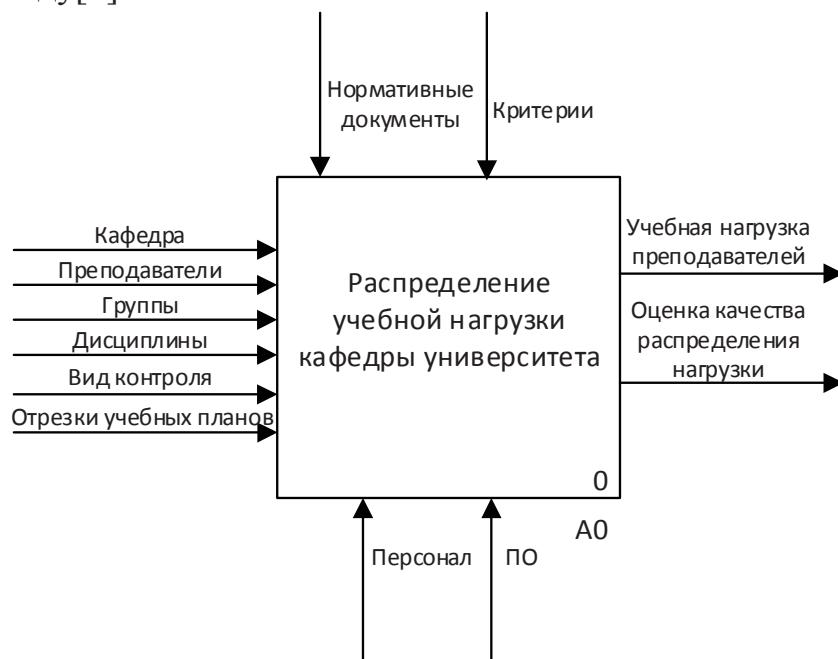 Нормативные
документы
Критерии
Кафедра
Преподаватели
Группы
Дисциплины
Вид контроля
Отрезки учебных планов
Распределение
учебной нагрузки
кафедры университета
0
А0
Учебная нагрузка
преподавателей
Оценка качества
распределения
нагрузки
Персонал
ПО